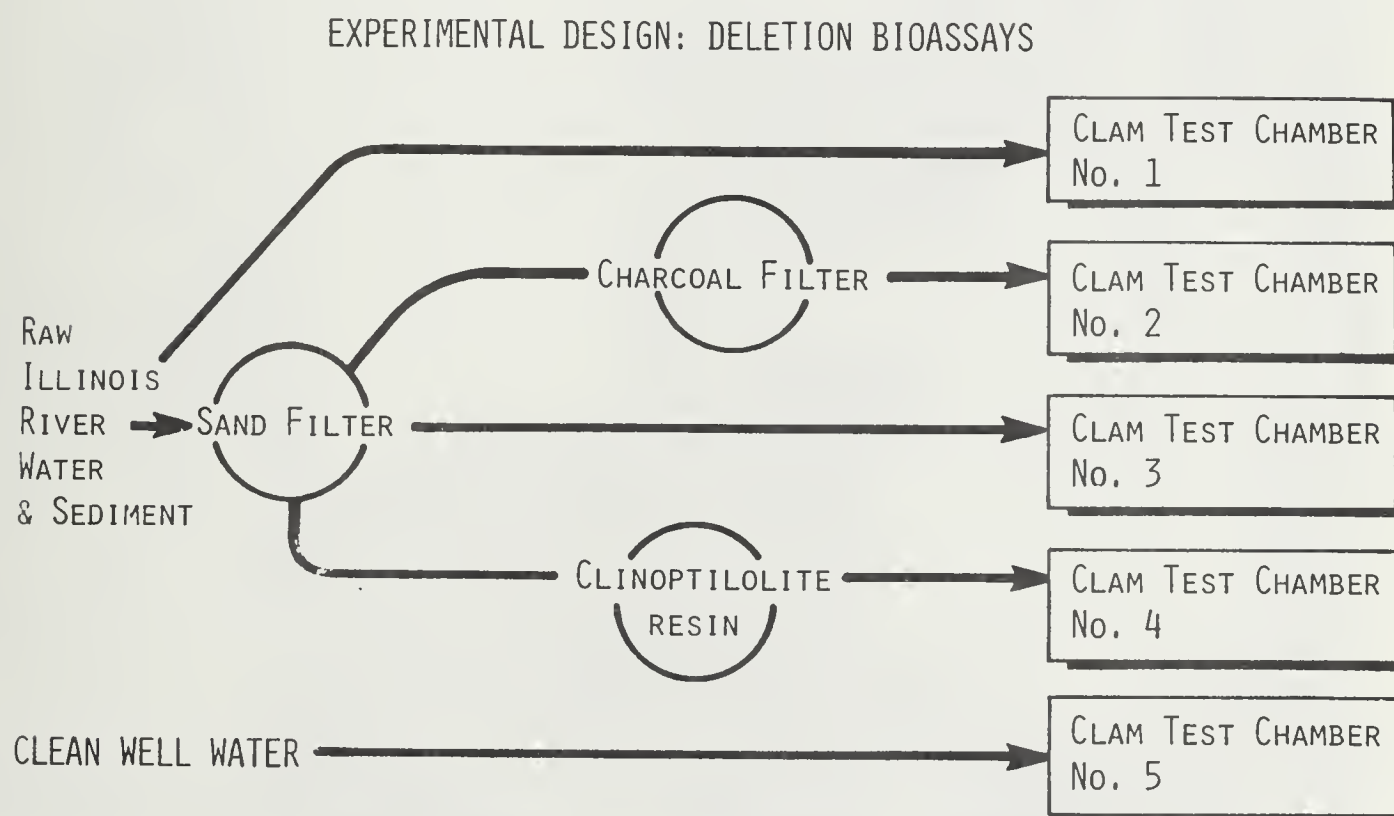 EXPERIMENTAL DESIGN: DELETION BIOASSAYS
CLAM TEST CHAMBER
No. 1
CHARCOAL FILTER
CLAM TEST CHAMBER
No. 2
RAW
ILLINOIS
RIVER
WATER
& SEDIMENT
SAND FILTER
CLAM TEST CHAMBER
No. 3
CLINOPTILOLITE
RESIN
CLAM TEST CHAMBER
No. 4
CLEAN WELL WATER
CLAM TEST CHAMBER
No. 5